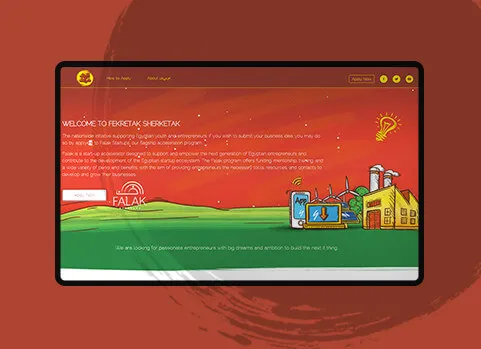 How to Apply
About us
Apply Now
WELCOME TO FEKRETAK SHERKETAK
The nationwide initiative supporting Egyptian youth and entrepreneurs. If you wish to submit your business idea you may do
so by applying to Falak Startups, our flagship acceleration program.
Falak is a start-up accelerator designed to support and empower the next generation of Egyptian entrepreneurs and
contribute to the development of the Egyptian startup ecosystem. The Falak program offers funding, mentorship, training and
a wide variety of perks and benefits, with the aim of providing entrepreneurs the necessary skills, resources, and contacts to
develop and grow their businesses.
Apply Now
FALAK
App
We are looking for passionate entrepreneurs with big dreams and ambition to build the next it thing.